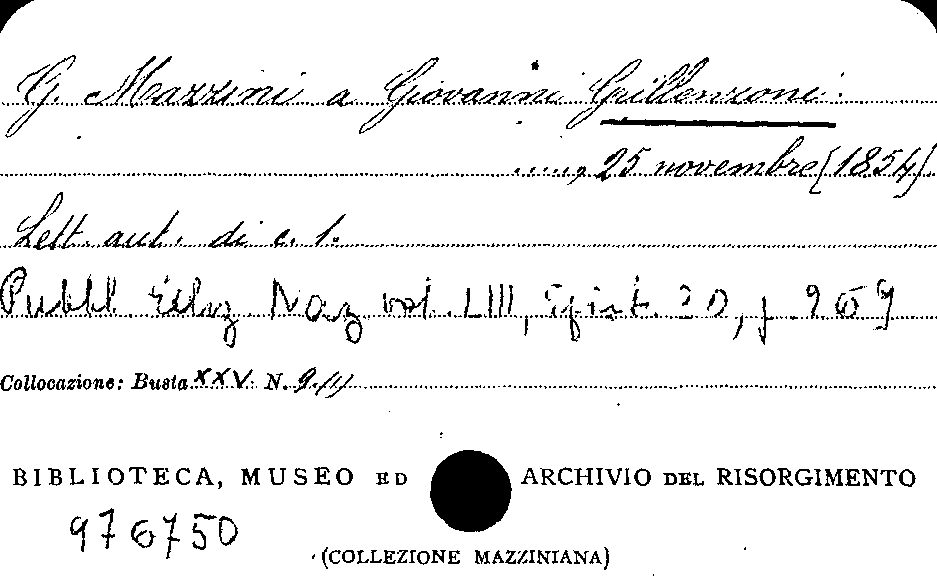 G. Mazzini a Giovanni Grillenzoni.
....., 25 novembre [1854].
Lett. aut. di c. 1.
Pubbl. Ediz Naz vol. LIII, Epist. 30, p. 269
Collocazione: Busta XXV N. 9 (1)
BIBLIOTECA, MUSEO ED ARCHIVIO DEL RISORGIMENTO
976750
(COLLEZIONE MAZZINIANA)